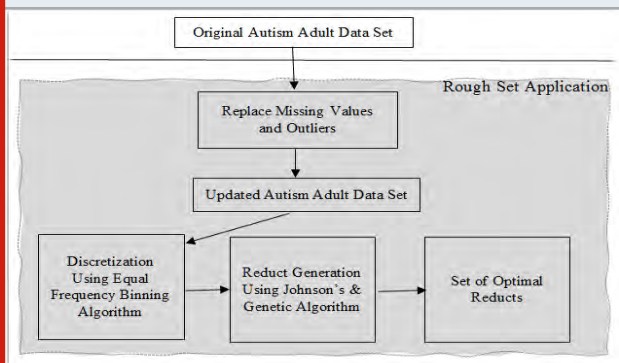 Original Autism Adult Data Set
Rough Set Application
Replace Missing Values
and Outliers
Updated Autism Adult Data Set
Discretization
Using Equal
Frequency Binning
Algorithm
Reduct Generation
Using Johnson's &
Genetic Algorithm
Set of Optimal
Reducts